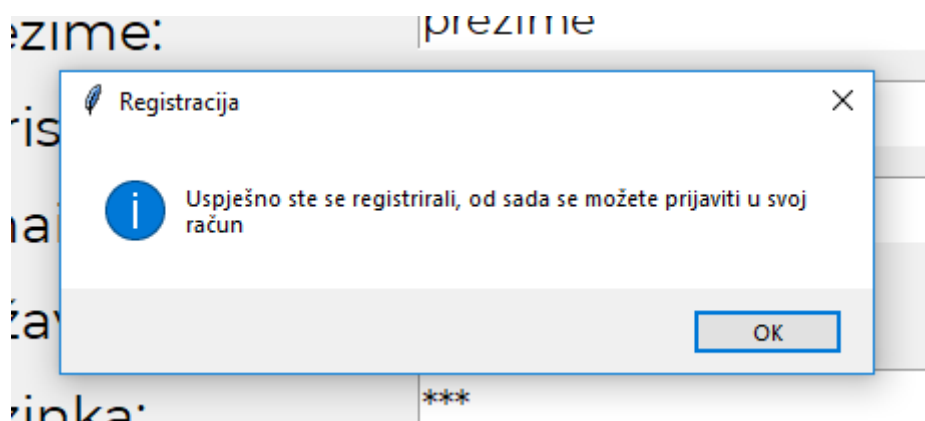 prezime
Registracija
Uspješno ste se registrirali, od sada se možete prijaviti u svoj
račun
OK
***